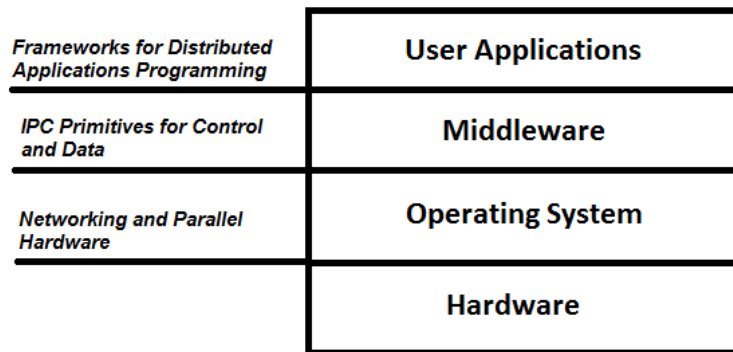 Frameworks for Distributed
Applications Programming
User Applications
IPC Primitives for Control
and Data
Middleware
Networking and Parallel
Hardware
Operating System
Hardware